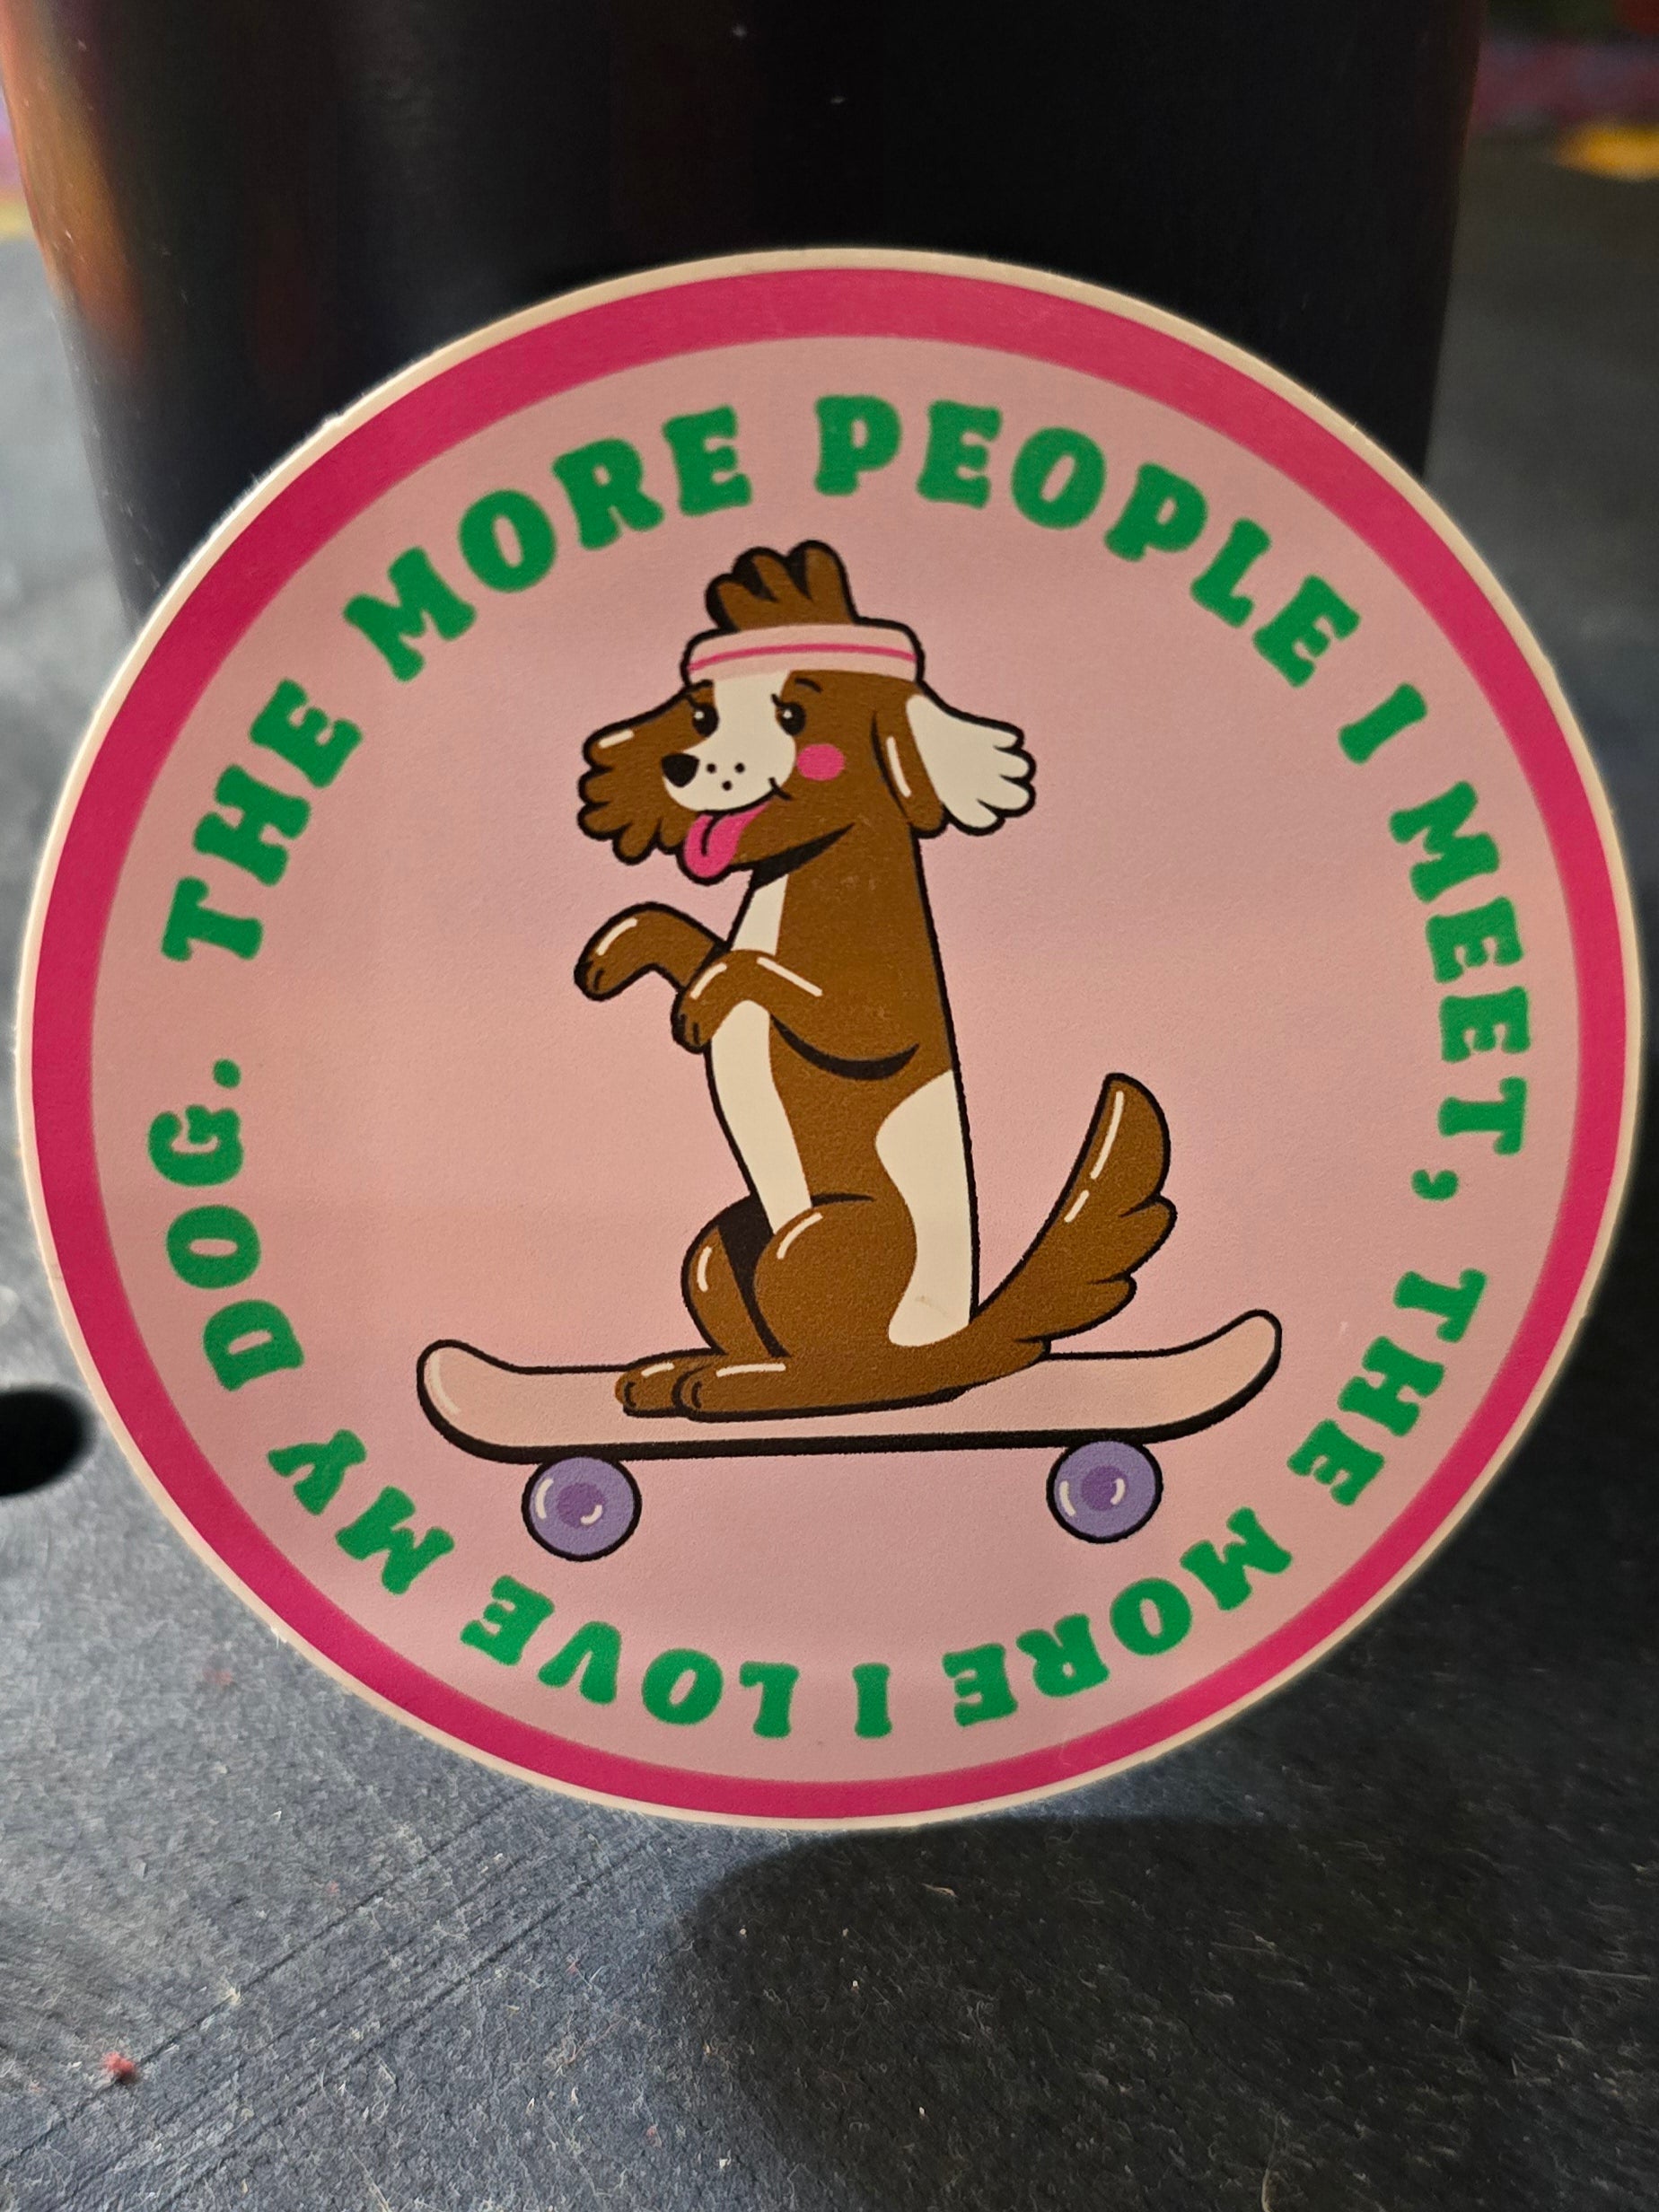 THE MORE PEOPLE I MEET, THE MORE I LOVE MY DOG.